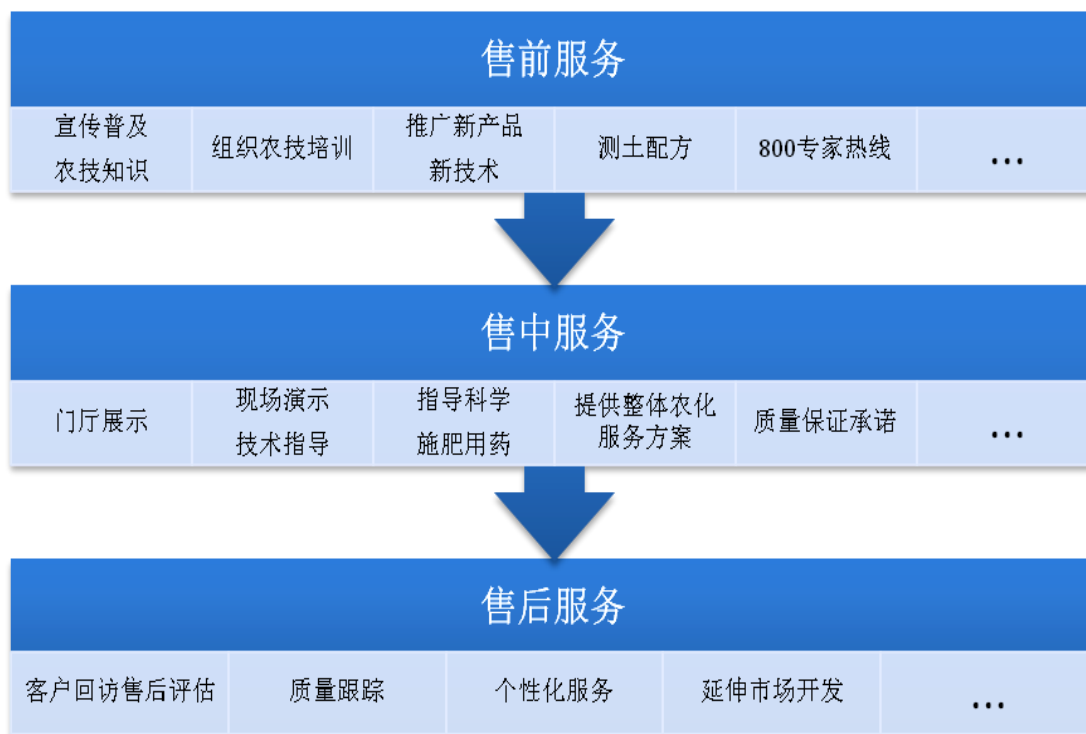 售前服务
宣传普及
农技知识
组织农技培训
推广新产品
新技术
测土配方
800专家热线
...
售中服务
门厅展示
现场演示
技术指导
指导科学
施肥用药
提供整体农化
服务方案
质量保证承诺
...
售后服务
客户回访售后评估
质量跟踪
个性化服务
延伸市场开发
...